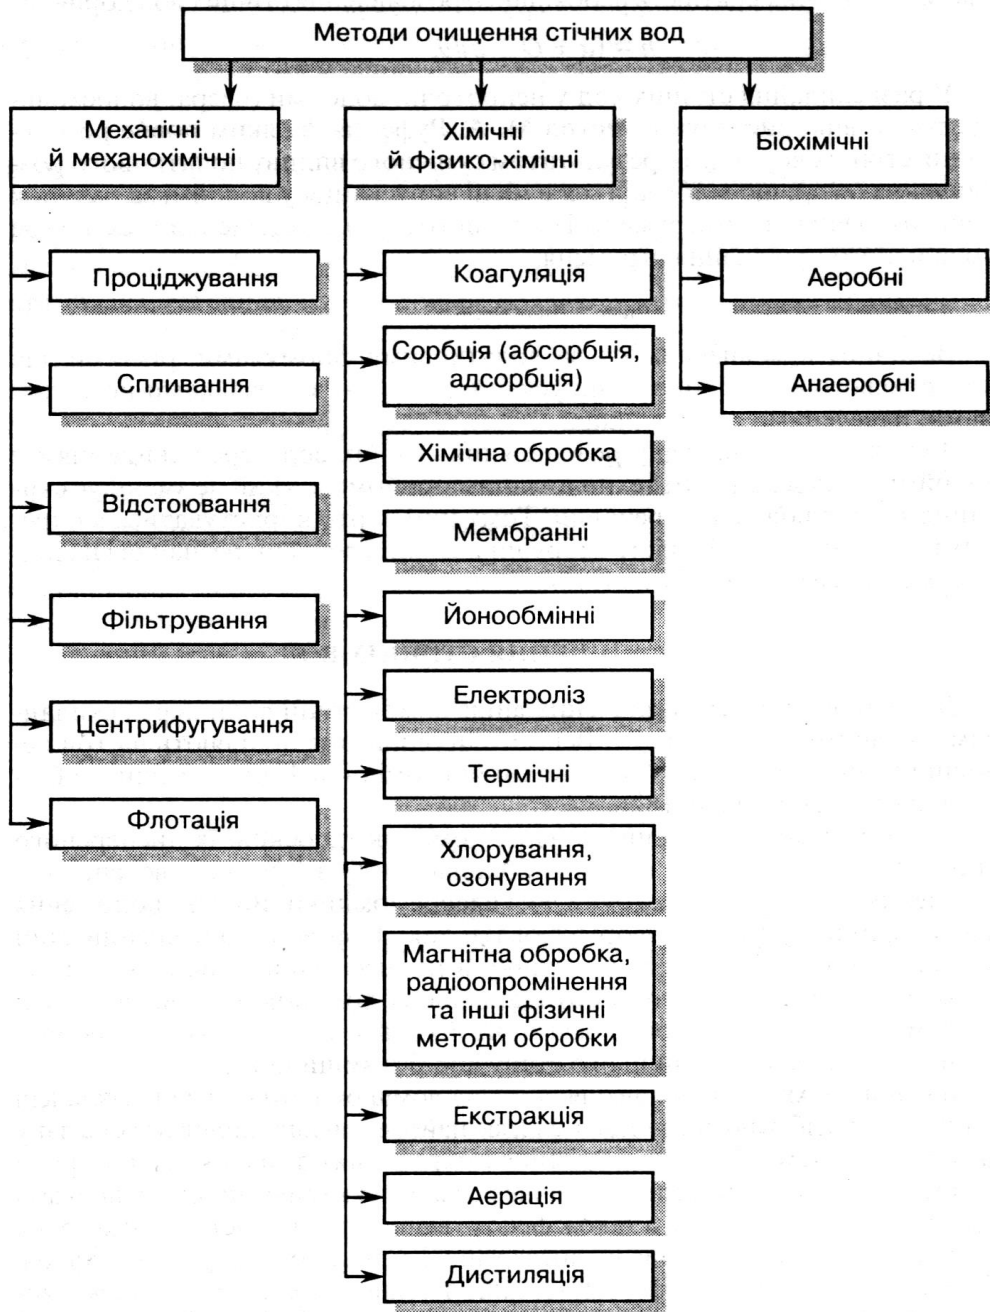 Методи очищення стічних вод
Механічні
й механохімічні
Хімічні
й фізико-хімічні
Біохімічні
Проціджування
Спливання
Відстоювання
Фільтрування
Центрифугування
Флотація
Коагуляція
Сорбція (абсорбція,
адсорбція)
Хімічна обробка
Мембранні
Йонообмінні
Електроліз
Термічні
Хлорування,
озонування
Магнітна обробка,
радіоопромінення
та інші фізичні
методи обробки
Екстракція
Аерація
Дистиляція
Аеробні
Анаеробні